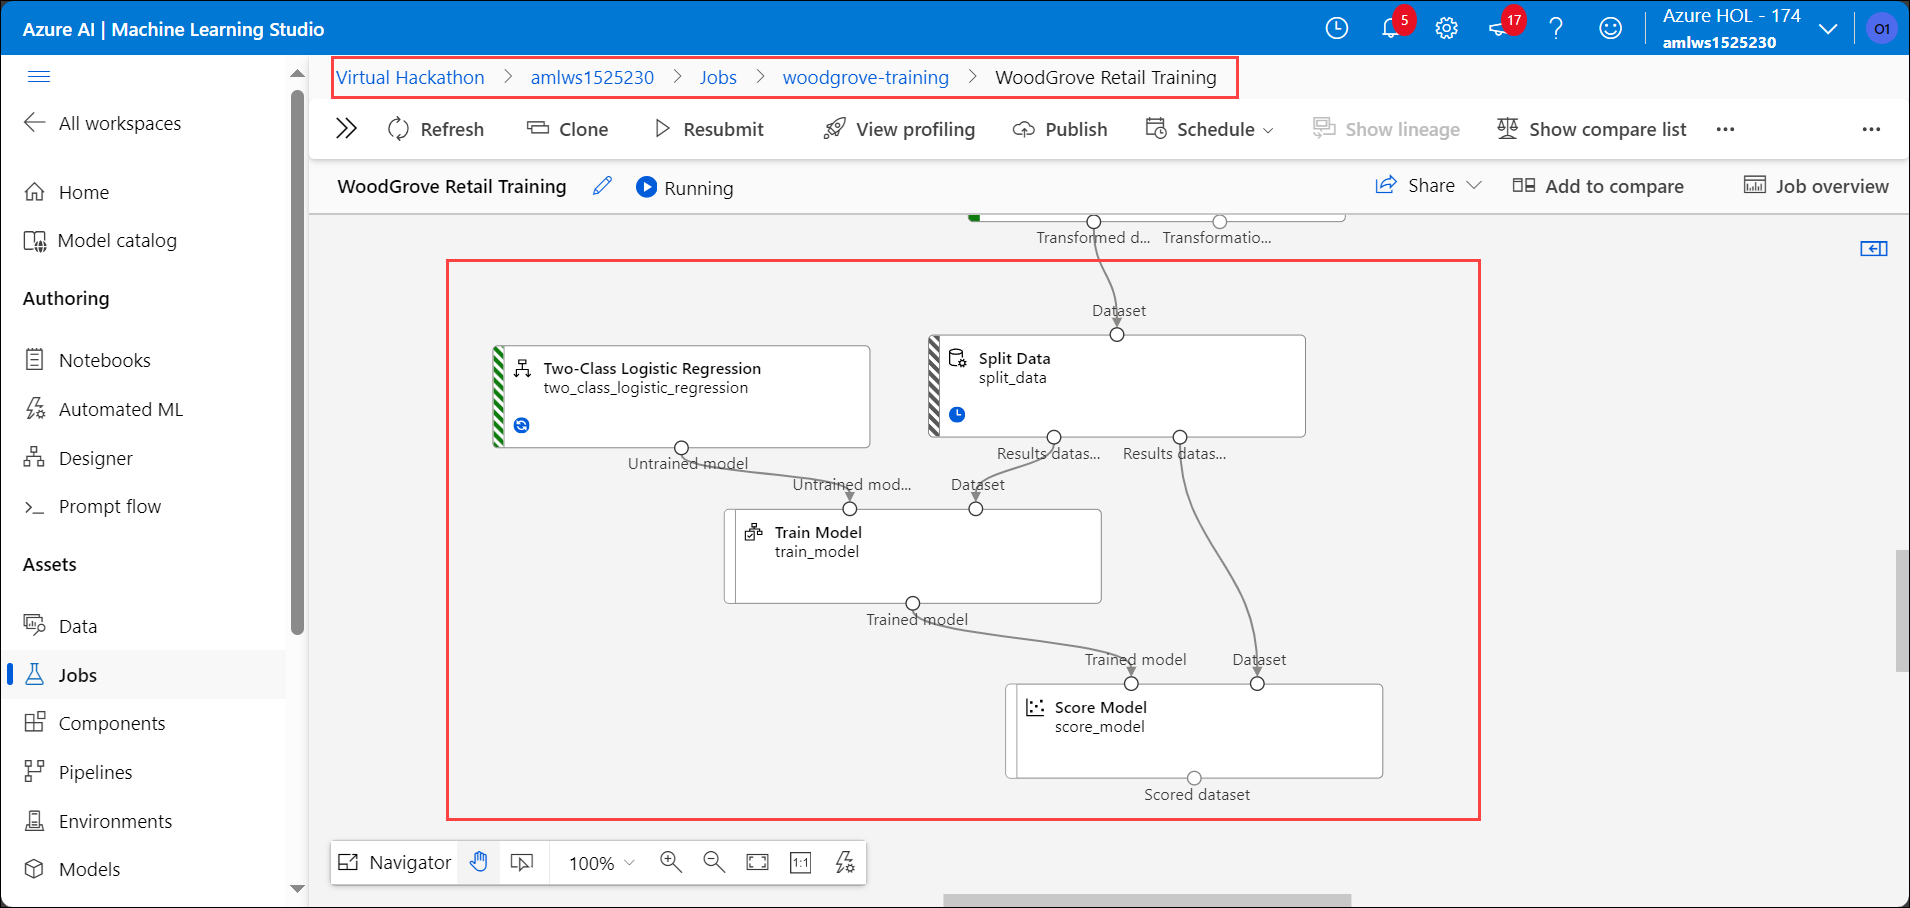 Azure AI | Machine Learning Studio
5
17
Azure HOL - 174
amlws1525230
O1
All workspaces
Home
Model catalog
Authoring
Notebooks
Automated ML
Designer
Prompt flow
Assets
Data
Jobs
Components
Pipelines
Environments
Models
Virtual Hackathon > amlws1525230 > Jobs > woodgrove-training > WoodGrove Retail Training
Refresh Clone Resubmit View profiling Publish Schedule Show lineage Show compare list ... ...
WoodGrove Retail Training Running Share Add to compare Job overview
Transformed d... Transformatio...
Dataset
Two-Class Logistic Regression
two_class_logistic_regression
Split Data
split_data
Untrained model
Results datas... Results datas...
Untrained mod... Dataset
Train Model
train_model
Trained model
Trained model Dataset
Score Model
score_model
Scored dataset
Navigator 100% 1:1